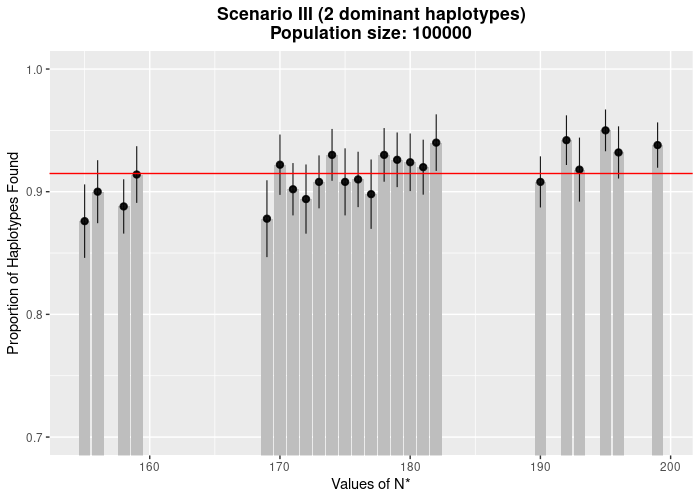 Scenario III (2 dominant haplotypes)
Population size: 100000
Proportion of Haplotypes Found
1.0
0.9
0.8
0.7
160 170 180 190 200
Values of N*